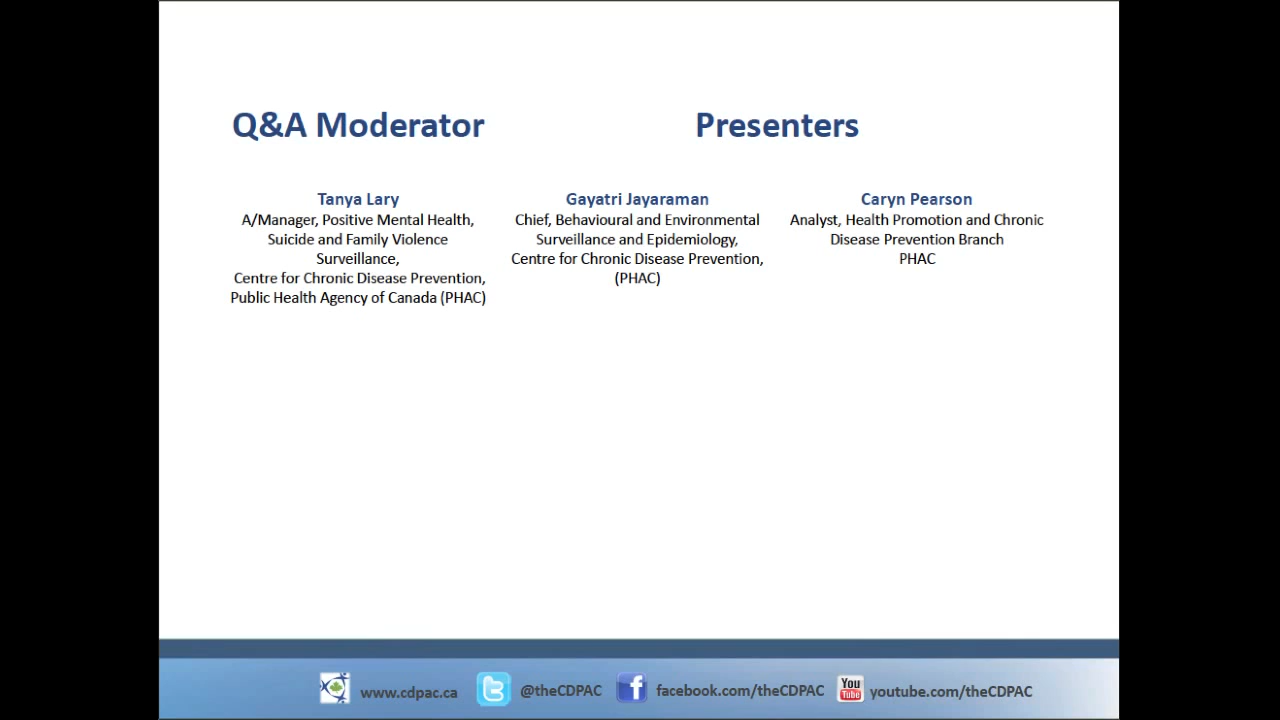 Q&A Moderator
Presenters
Tanya Lary
A/Manager, Positive Mental Health,
Suicide and Family Violence
Surveillance,
Centre for Chronic Disease Prevention,
Public Health Agency of Canada (PHAC)
Gayatri Jayaraman
Chief, Behavioural and Environmental
Surveillance and Epidemiology,
Centre for Chronic Disease Prevention,
(PHAC)
Caryn Pearson
Analyst, Health Promotion and Chronic
Disease Prevention Branch
PHAC
www.cdpac.ca
@theCDPAC
facebook.com/theCDPAC
You
Tube
youtube.com/theCDPAC